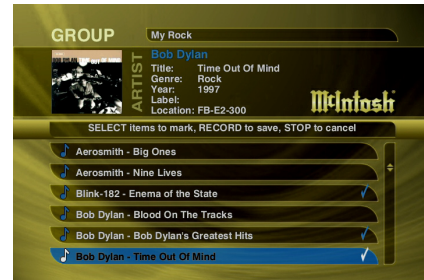 GROUP My Rock
ARTIST
Bob Dylan
Title: Time Out Of Mind
Genre: Rock
Year: 1997
Label:
Location: FB-E2-300
McIntosh
SELECT items to mark, RECORD to save, STOP to cancel
Aerosmith - Big Ones
Aerosmith - Nine Lives
Blink-182 - Enema of the State
Bob Dylan - Blood On The Tracks
Bob Dylan - Bob Dylan's Greatest Hits
Bob Dylan - Time Out Of Mind